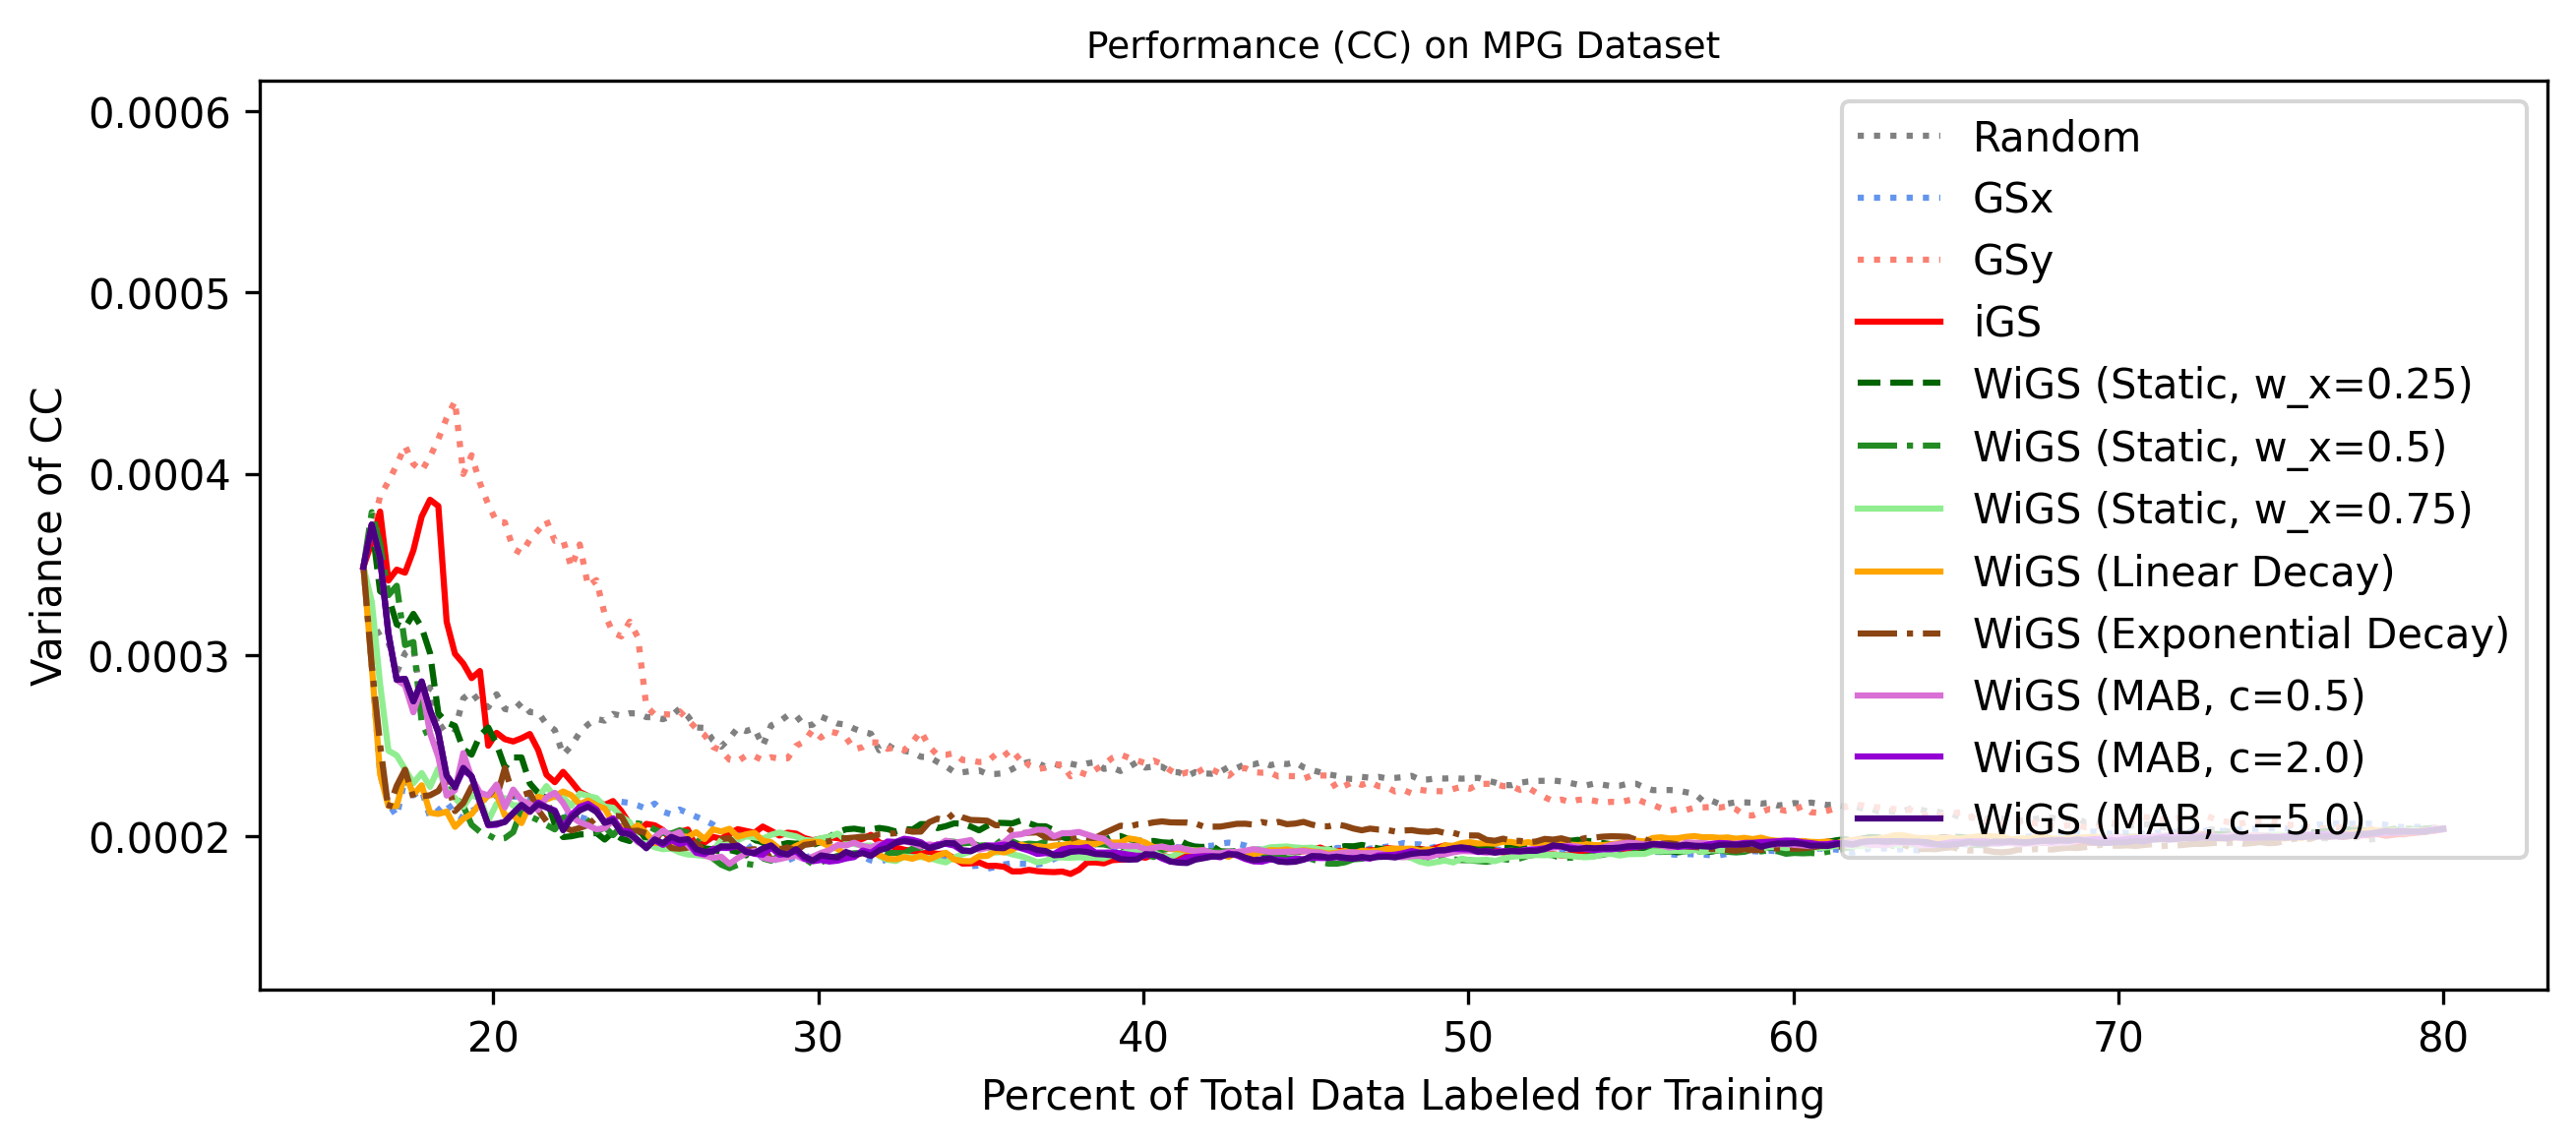 Performance (CC) on MPG Dataset
0.0006
0.0005
0.0004
0.0003
0.0002
Variance of CC
Random
GSx
GSy
iGS
WiGS (Static, w_x=0.25)
WiGS (Static, w_x=0.5)
WiGS (Static, w_x=0.75)
WiGS (Linear Decay)
WiGS (Exponential Decay)
WiGS (MAB, c=0.5)
WiGS (MAB, c=2.0)
WiGS (MAB, c=5.0)
20 30 40 50 60 70 80
Percent of Total Data Labeled for Training